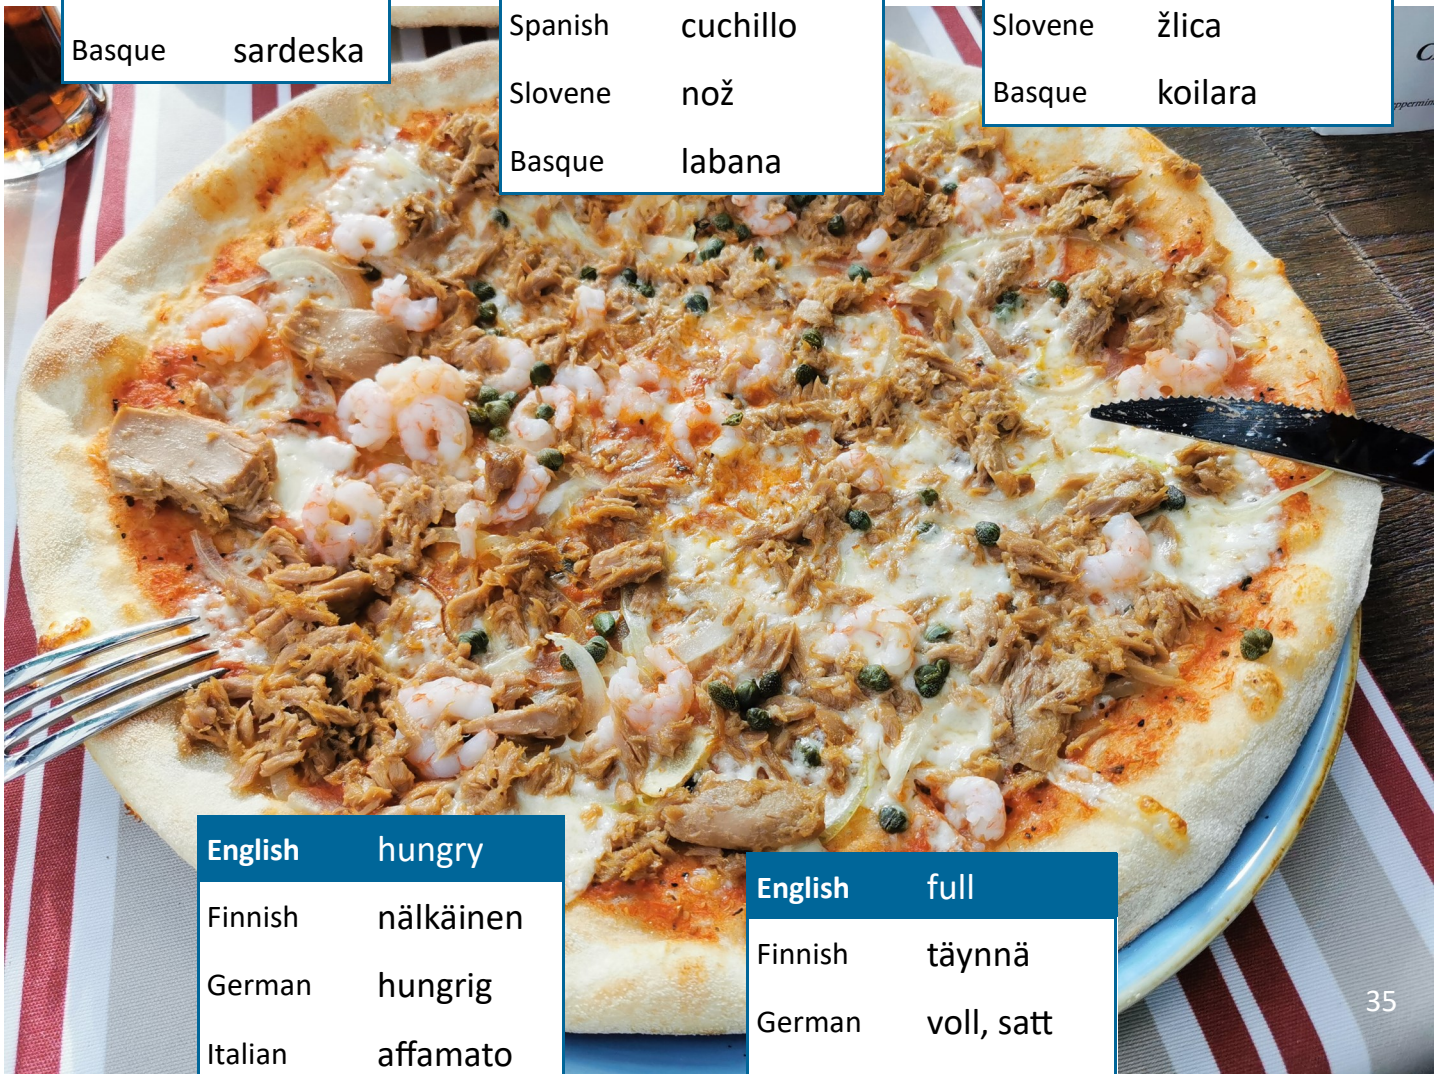 Basque sardeska
Spanish cuchillo
Slovene nož
Basque labana
Slovene žlica
Basque koilara
English hungry
Finnish nälkäinen
German hungrig
Italian affamato
English full
Finnish täynnä
German voll, satt
35